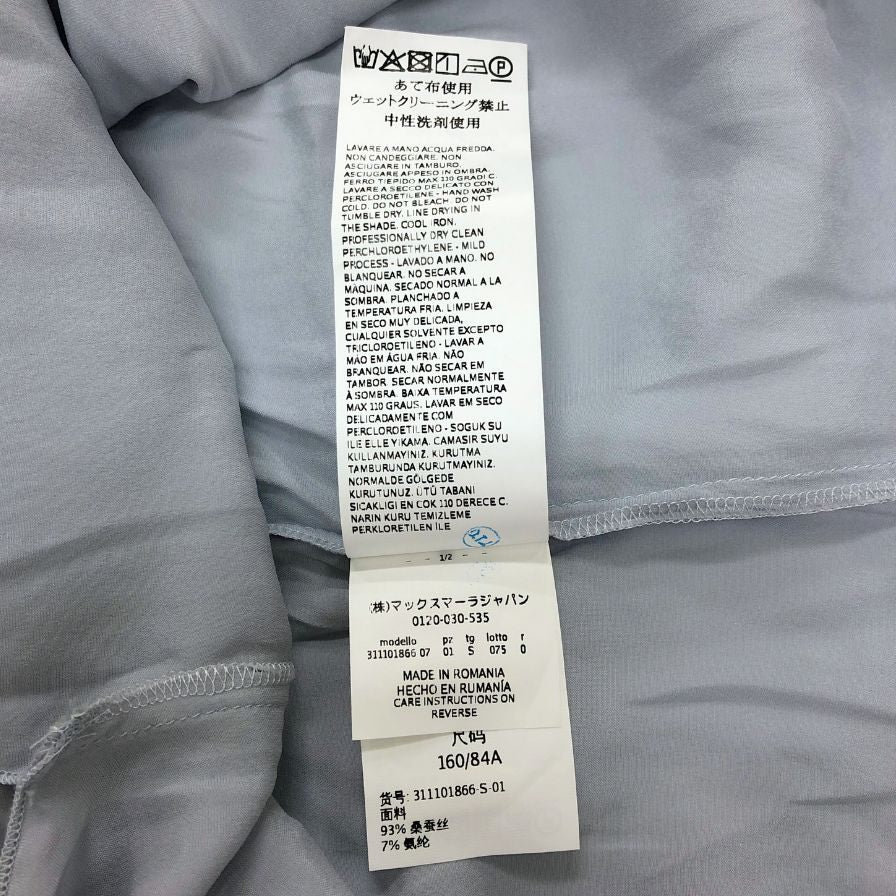 あて布使用
ウェットクリーニング禁止
中性洗剤使用
LAVARE A MANO ACQUA FREDDA.
NON CANDEGGIARE. NON
ASCIUGARE IN TAMBURO.
ASCIUGARE APPESO IN OMBRA.
FERRO TIEPIDO MAX 110 GRADI C.
LAVARE A SECCO DELICATO CON
PERCLOROETILENE - HAND WASH
COLD. DO NOT BLEACH. DO NOT
TUMBLE DRY. LINE DRYING IN
THE SHADE. COOL IRON.
PROFESSIONALLY DRY CLEAN
PERCHLOROETHYLENE - MILD
PROCESS - LAVADO A MANO. NO
BLANQUEAR. NO SECAR A
MÁQUINA. SECADO NORMAL A LA
SOMBRA. PLANCHADO A
TEMPERATURA FRIA. LIMPIEZA
EN SECO MUY DELICADA,
CUALQUIER SOLVENTE EXCEPTO
TRICLOROETILENO - LAVAR A
MÃO EM ÁGUA FRIA. NÃO
BRANQUEAR. NÃO SECAR EM
TAMBOR. SECAR NORMALMENTE
À SOMBRA. BAIXA TEMPERATURA
MAX 110 GRAUS. LAVAR EM SECO
DELICADAMENTE COM
PERCLOROETILENO - SOGUK SU
ILE ELLE YIKAMA. CAMASIR SUYU
KULLANMAYINIZ. KURUTMA
TAMBURUNDA KURUTMAYINIZ.
NORMALDE GÖLGEDE
KURUTUNUZ. ÜTÜ TABANI
SICAKLIGI EN COK 110 DERECE C.
NARIN KURU TEMIZLEME
PERKLORETILEN ILE
- - 1/2 - -
(株)マックスマーラジャパン
0120-030-535
modello pz tg lotto r
311101866 07 01 S 075 0
MADE IN ROMANIA
HECHO EN RUMANÍA
CARE INSTRUCTIONS ON
REVERSE
尺码
160/84A
货号: 311101866-S-01
面料
93% 桑蚕丝
7% 氨纶